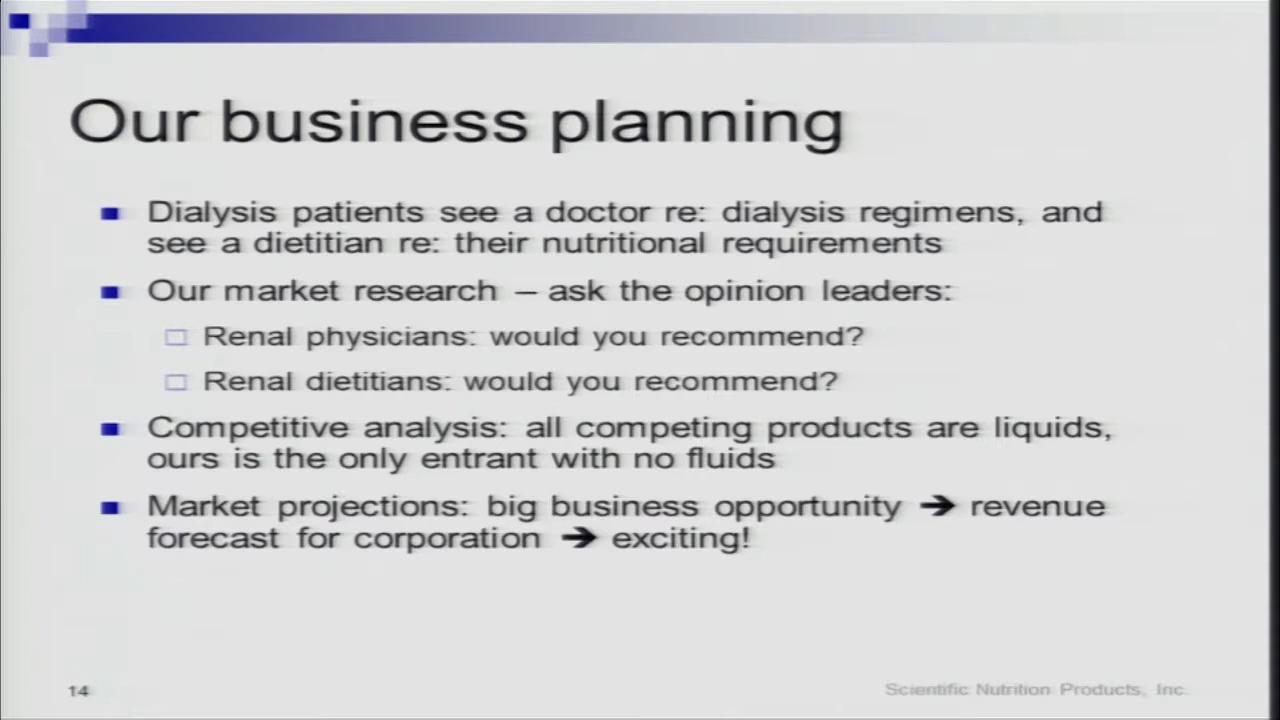 Our business planning
Dialysis patients see a doctor re: dialysis regimens, and
see a dietitian re: their nutritional requirements
Our market research – ask the opinion leaders:
Renal physicians: would you recommend?
Renal dietitians: would you recommend?
Competitive analysis: all competing products are liquids,
ours is the only entrant with no fluids
Market projections: big business opportunity ➔ revenue
forecast for corporation ➔ exciting!
14
Scientific Nutrition Products, Inc.